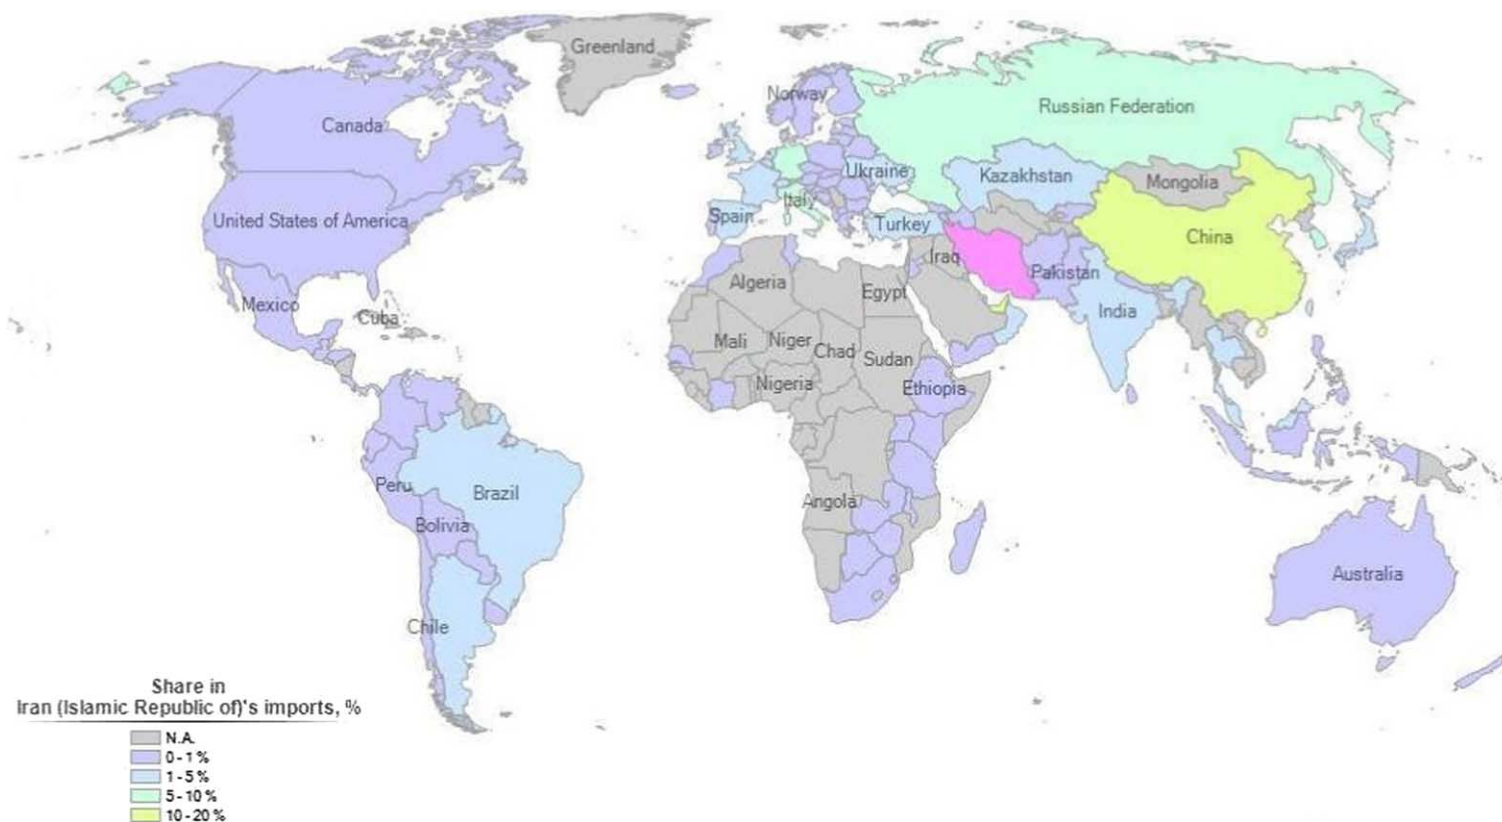 Greenland
Norway
Russian Federation
Canada
Ukraine
Kazakhstan
Mongolia
Italy
Spain
United States of America
Turkey
China
Iraq
Pakistan
Algeria
Egypt
Mexico
India
Cuba
Mali
Niger
Chad
Sudan
Nigeria
Ethiopia
Peru
Brazil
Angola
Bolivia
Australia
Chile
Share in
Iran (Islamic Republic of)'s imports, %
N.A.
0 - 1 %
1 - 5 %
5 - 10 %
10 - 20 %